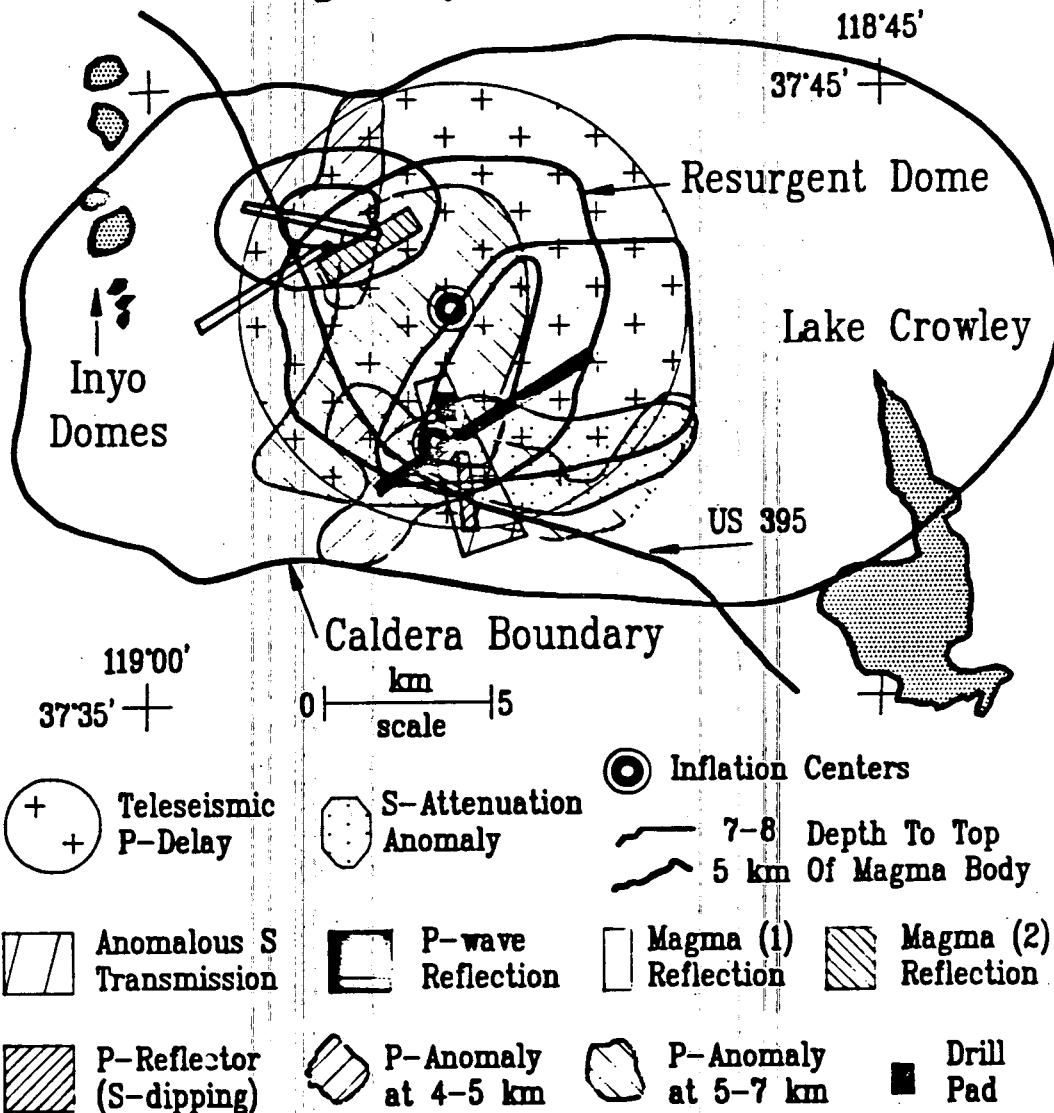 118°45'
37°45'
Resurgent Dome
Lake Crowley
Inyo
Domes
US 395
Caldera Boundary
119°00'
37°35'
km
0 5
scale
Inflation Centers
Teleseismic
P-Delay
S-Attenuation
Anomaly
7-8 Depth To Top
5 km Of Magma Body
Anomalous S
Transmission
P-wave
Reflection
Magma (1)
Reflection
Magma (2)
Reflection
P-Reflector
(S-dipping)
P-Anomaly
at 4-5 km
P-Anomaly
at 5-7 km
Drill
Pad